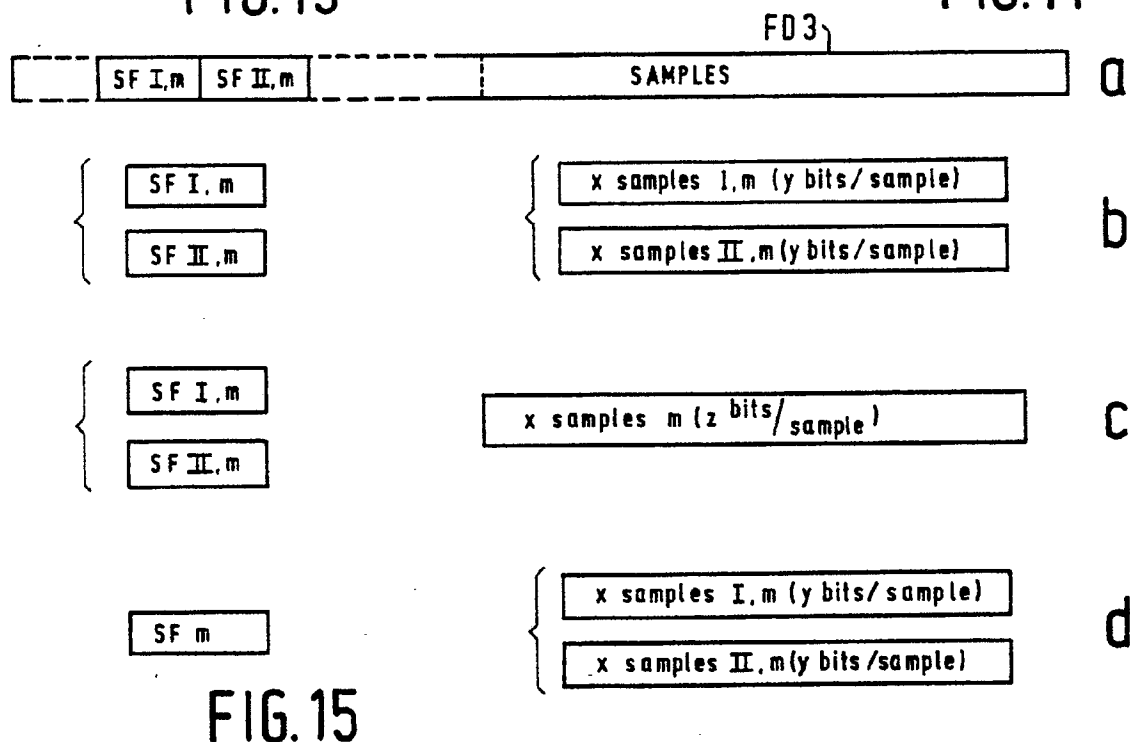 FD3
SF I,m SF II,m SAMPLES a
SF I, m x samples I,m (y bits/sample)
b
SF II,m x samples II,m (y bits/sample)
SF I,m
x samples m (z bits/sample) c
SF II,m
x samples I,m (y bits/sample)
SF m d
x samples II,m (y bits/sample)
FIG. 15